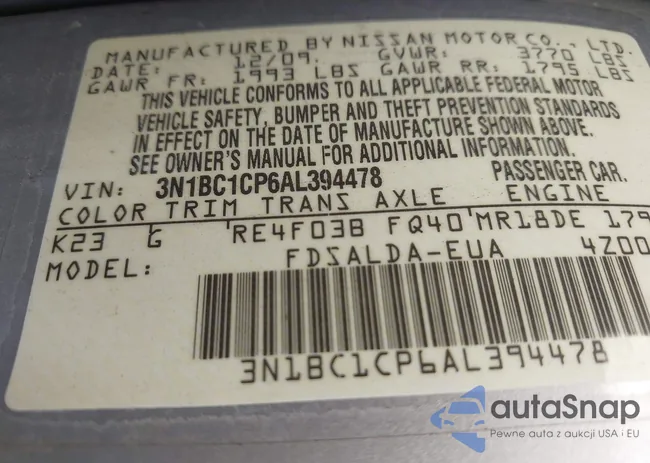 MANUFACTURED BY NISSAN MOTOR CO., LTD.
DATE: 12/09. GVWR: 3770 LBS
GAWR FR: 1993 LBS GAWR RR: 1795 LBS
THIS VEHICLE CONFORMS TO ALL APPLICABLE FEDERAL MOTOR
VEHICLE SAFETY, BUMPER AND THEFT PREVENTION STANDARDS
IN EFFECT ON THE DATE OF MANUFACTURE SHOWN ABOVE.
SEE OWNER'S MANUAL FOR ADDITIONAL INFORMATION.
VIN: 3N1BC1CP6AL394478 PASSENGER CAR.
COLOR TRIM TRANS AXLE ENGINE
K23 G RE4F03B FQ40 MR18DE 179
MODEL: FDSALDA-EUA 4Z00
3N1BC1CP6AL394478
autaSnap
Pewne auta z aukcji USA i EU